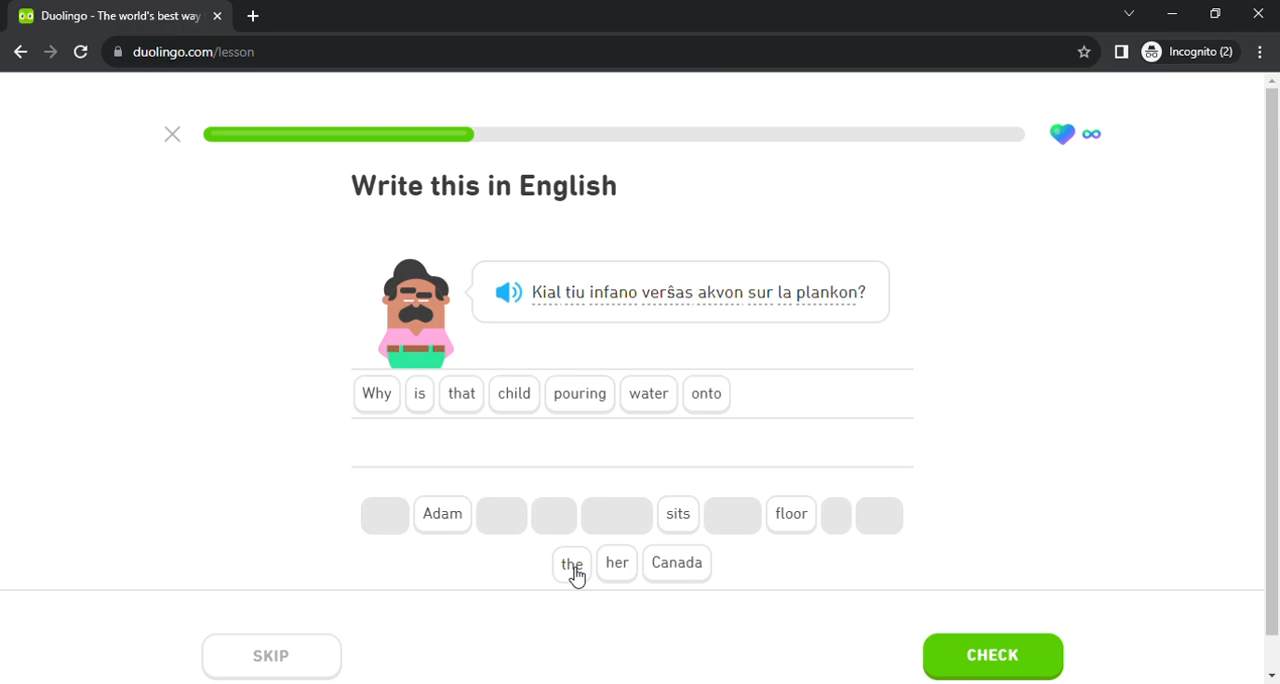 Duolingo - The world's best way
duolingo.com/lesson
Incognito (2)
Write this in English
Kial tiu infano verŝas akvon sur la plankon?
Why is that child pouring water onto
Adam sits floor
the her Canada
SKIP CHECK